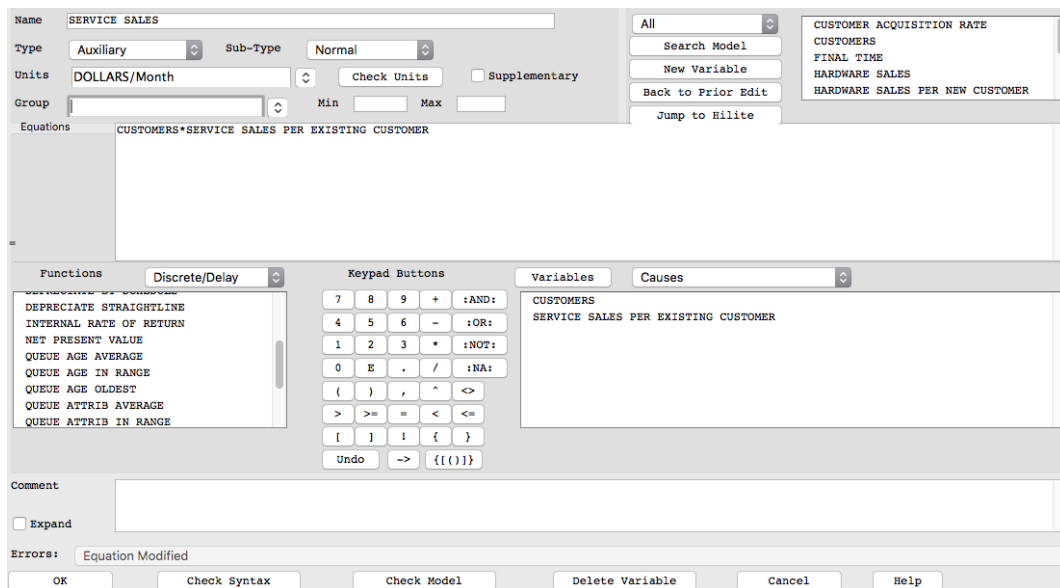 Name SERVICE SALES
Type Auxiliary Sub-Type Normal
Units DOLLARS/Month Check Units Supplementary
Group Min Max
All
Search Model
New Variable
Back to Prior Edit
Jump to Hilite
CUSTOMER ACQUISITION RATE
CUSTOMERS
FINAL TIME
HARDWARE SALES
HARDWARE SALES PER NEW CUSTOMER
Equations
CUSTOMERS*SERVICE SALES PER EXISTING CUSTOMER
=
Functions Discrete/Delay
DEPRECIATE STRAIGHTLINE
INTERNAL RATE OF RETURN
NET PRESENT VALUE
QUEUE AGE AVERAGE
QUEUE AGE IN RANGE
QUEUE AGE OLDEST
QUEUE ATTRIB AVERAGE
QUEUE ATTRIB IN RANGE
Keypad Buttons
7 8 9 + :AND:
4 5 6 - :OR:
1 2 3 * :NOT:
0 E . / :NA:
( ) , ^ <>
> >= = < <=
[ ] ! { }
Undo -> {[()]}
Variables Causes
CUSTOMERS
SERVICE SALES PER EXISTING CUSTOMER
Comment
Expand
Errors: Equation Modified
OK Check Syntax Check Model Delete Variable Cancel Help